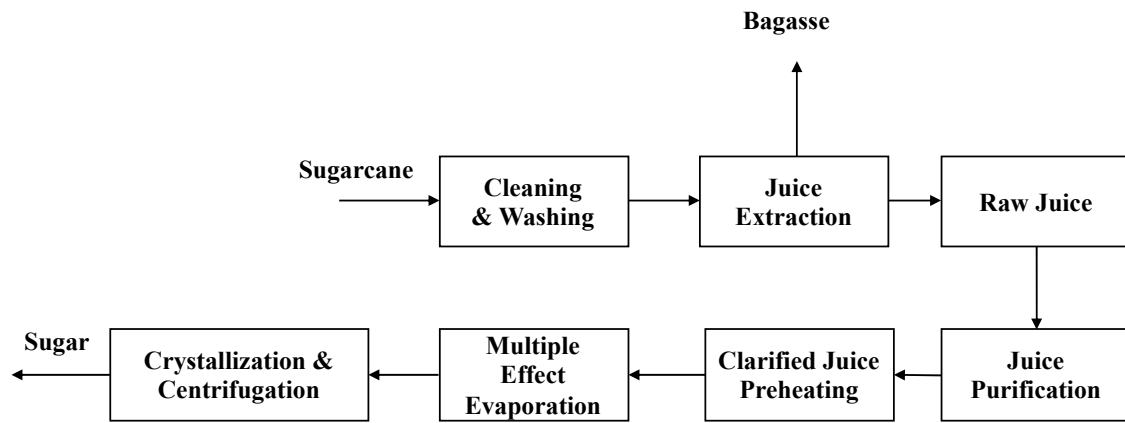 Bagasse
Sugarcane
Cleaning
& Washing
Juice
Extraction
Raw Juice
Sugar
Crystallization &
Centrifugation
Multiple
Effect
Evaporation
Clarified Juice
Preheating
Juice
Purification